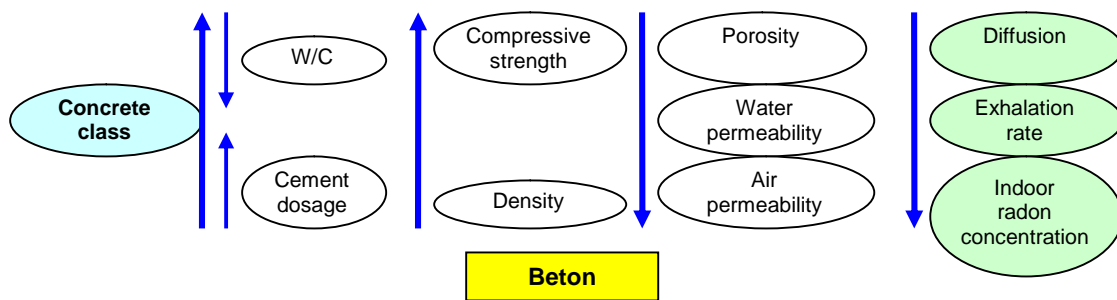 Concrete
class
W/C
Cement
dosage
Compressive
strength
Density
Porosity
Water
permeability
Air
permeability
Diffusion
Exhalation
rate
Indoor
radon
concentration
Beton